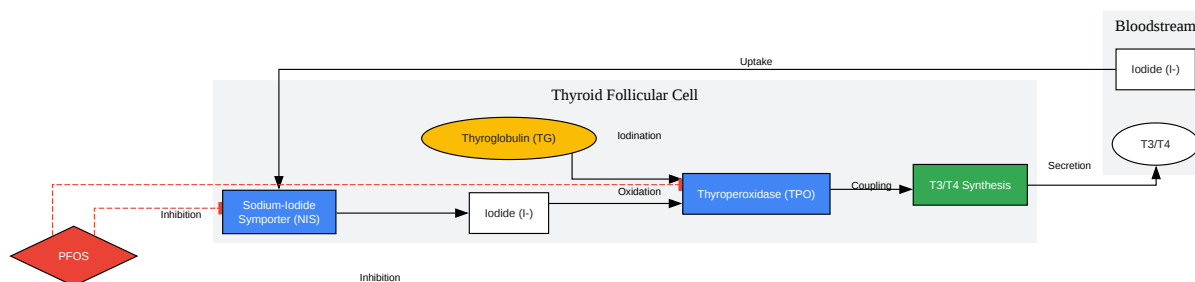 Bloodstream
Uptake
Iodide (I-)
Thyroid Follicular Cell
Thyroglobulin (TG)
Iodination
T3/T4
Secretion
Coupling
T3/T4 Synthesis
Oxidation
Thyroperoxidase (TPO)
Sodium-Iodide
Symporter (NIS)
Iodide (I-)
Inhibition
PFOS
Inhibition